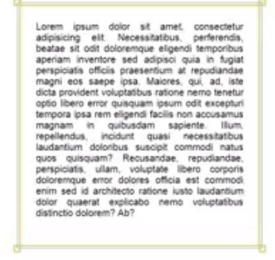 Lorem ipsum dolor sit amet, consectetur
adipisicing elit. Necessitatibus, perferendis,
beatae sit odit doloremque eligendi temporibus
aperiam inventore sed adipisci quia in fugiat
perspiciatis officiis praesentium at repudiandae
magni eos saepe ipsa. Maiores, qui, ad, iste
dicta provident voluptatibus ratione nemo tenetur
optio libero error quisquam ipsum odit excepturi
tempora ipsa rem eligendi facilis non accusamus
magnam in quibusdam sapiente. Illum,
repellendus, incidunt quasi necessitatibus
laudantium doloribus suscipit commodi natus
quos quisquam? Recusandae, repudiandae,
perspiciatis, ullam, voluptate libero corporis
doloremque error dolores officia est commodi
enim sed id architecto ratione iusto laudantium
dolor quaerat explicabo nemo voluptatibus
distinctio dolorem? Ab?